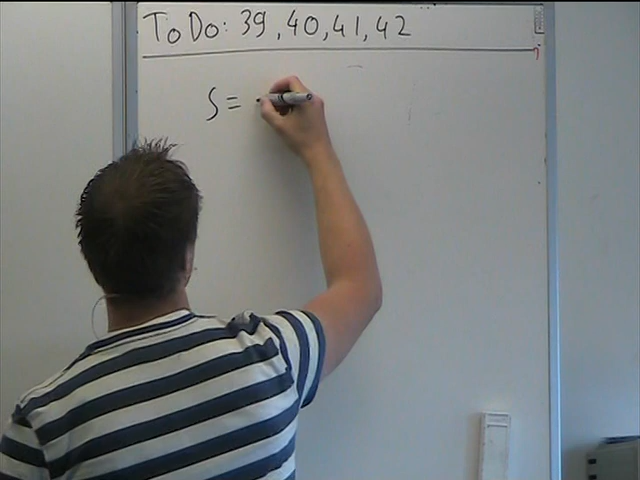 ToDo: 39, 40, 41, 42
S =